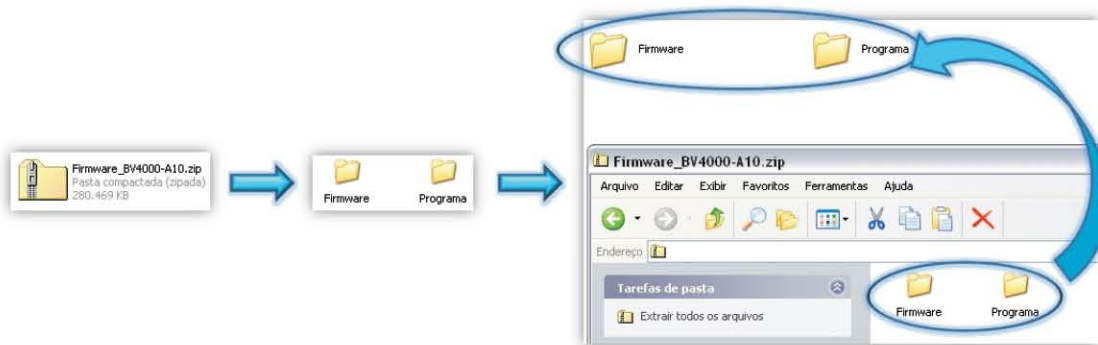 Firmware_BV4000-A10.zip
Pasta compactada (zipada)
280.469 KB
Firmware
Programa
Firmware
Programa
Firmware_BV4000-A10.zip
Arquivo Editar Exibir Favoritos Ferramentas Ajuda
Endereço
Tarefas de pasta
Extrair todos os arquivos
Firmware
Programa